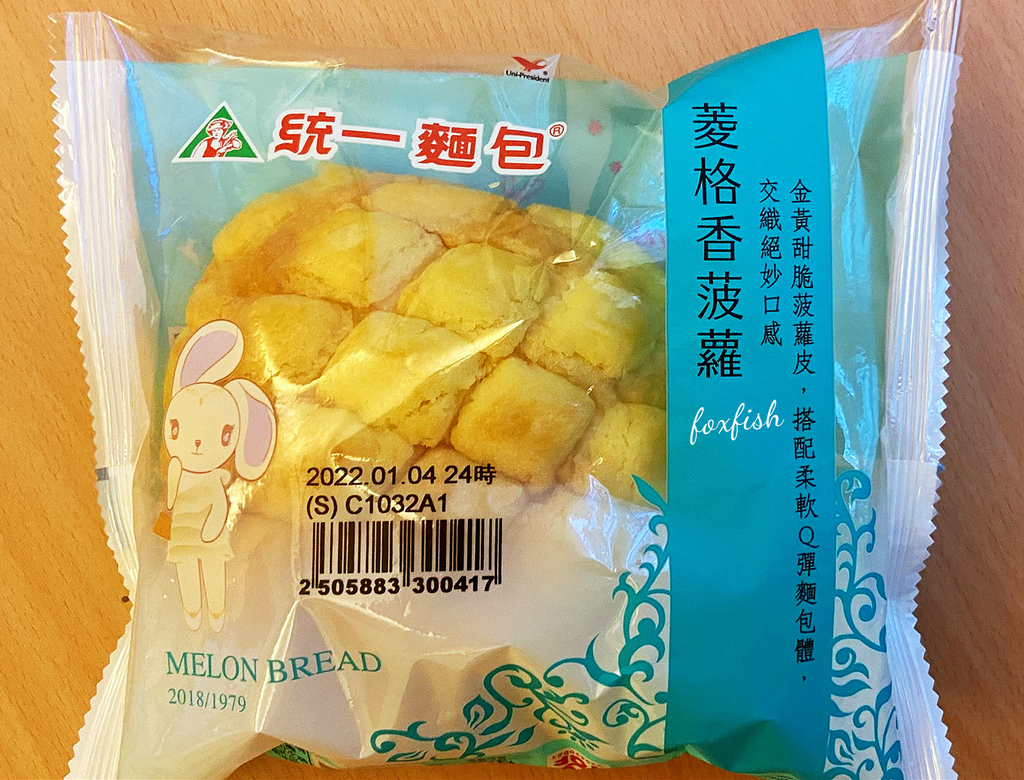 Uni-President®
統一麵包®
菱格香菠蘿
金黃甜脆菠蘿皮，搭配柔軟Q彈麵包體，
交織絕妙口感
foxfish
2022.01.04 24時
(S) C1032A1
2 505883 300417
MELON BREAD
2018/1979